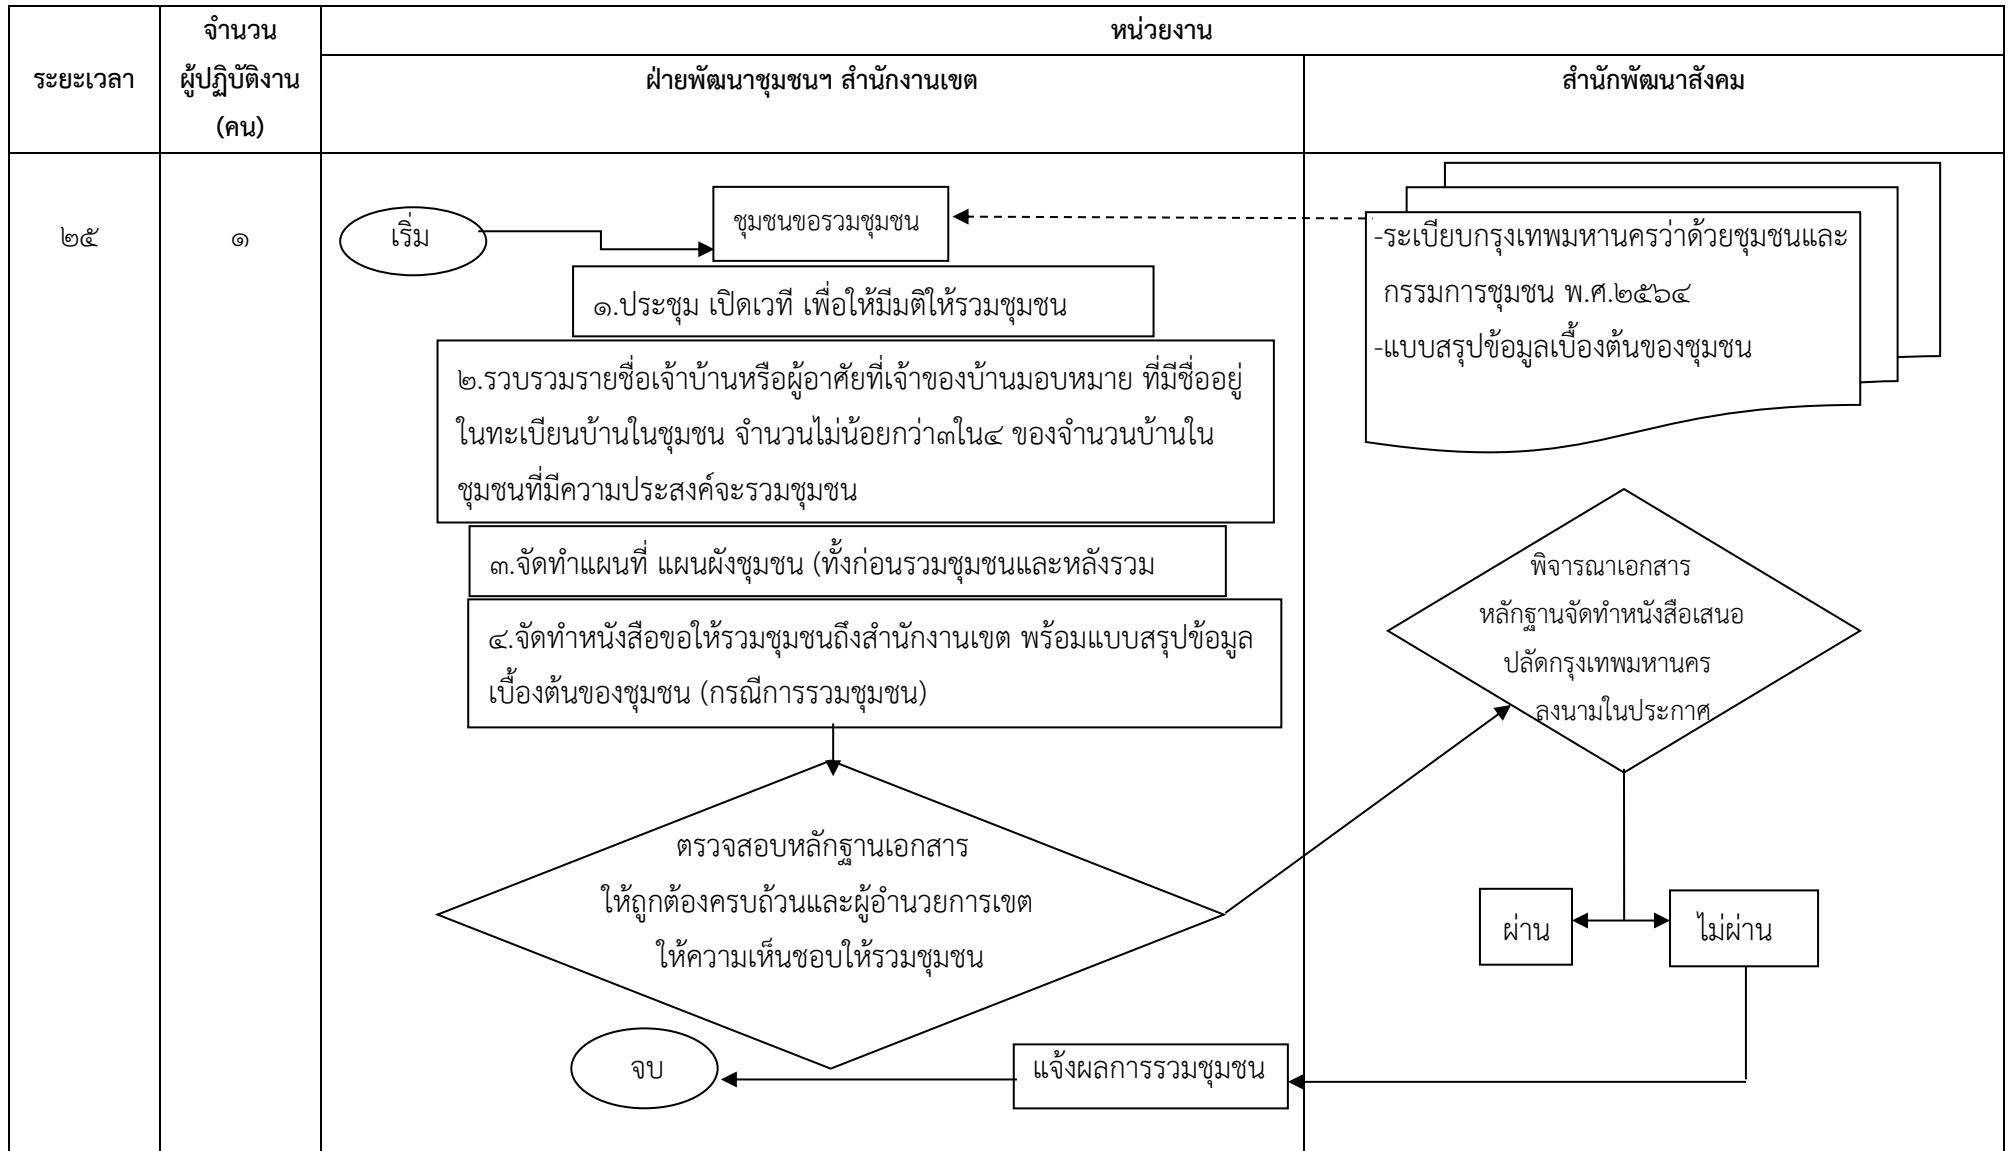 ระยะเวลา
จำนวน
ผู้ปฏิบัติงาน
(คน)
หน่วยงาน
ฝ่ายพัฒนาชุมชนฯ สำนักงานเขต
สำนักพัฒนาสังคม
๒๕
๑
เริ่ม
ชุมชนขอรวมชุมชน
๑.ประชุม เปิดเวที เพื่อให้มีมติให้รวมชุมชน
๒.รวบรวมรายชื่อเจ้าบ้านหรือผู้อาศัยที่เจ้าของบ้านมอบหมาย ที่มีชื่ออยู่
ในทะเบียนบ้านในชุมชน จำนวนไม่น้อยกว่า๓ใน๔ ของจำนวนบ้านใน
ชุมชนที่มีความประสงค์จะรวมชุมชน
๓.จัดทำแผนที่ แผนผังชุมชน (ทั้งก่อนรวมชุมชนและหลังรวม
๔.จัดทำหนังสือขอให้รวมชุมชนถึงสำนักงานเขต พร้อมแบบสรุปข้อมูล
เบื้องต้นของชุมชน (กรณีการรวมชุมชน)
ตรวจสอบหลักฐานเอกสาร
ให้ถูกต้องครบถ้วนและผู้อำนวยการเขต
ให้ความเห็นชอบให้รวมชุมชน
จบ
แจ้งผลการรวมชุมชน
-ระเบียบกรุงเทพมหานครว่าด้วยชุมชนและ
กรรมการชุมชน พ.ศ.๒๕๖๔
-แบบสรุปข้อมูลเบื้องต้นของชุมชน
พิจารณาเอกสาร
หลักฐานจัดทำหนังสือเสนอ
ปลัดกรุงเทพมหานคร
ลงนามในประกาศ
ผ่าน
ไม่ผ่าน